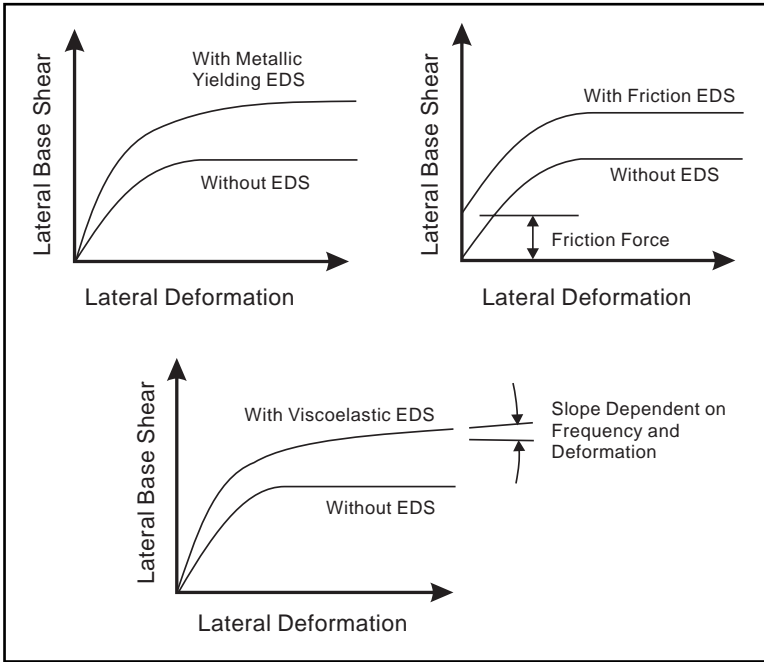 Lateral Base Shear
With Metallic
Yielding EDS
Without EDS
Lateral Deformation
Lateral Base Shear
With Friction EDS
Without EDS
Friction Force
Lateral Deformation
Lateral Base Shear
With Viscoelastic EDS
Without EDS
Slope Dependent on
Frequency and
Deformation
Lateral Deformation